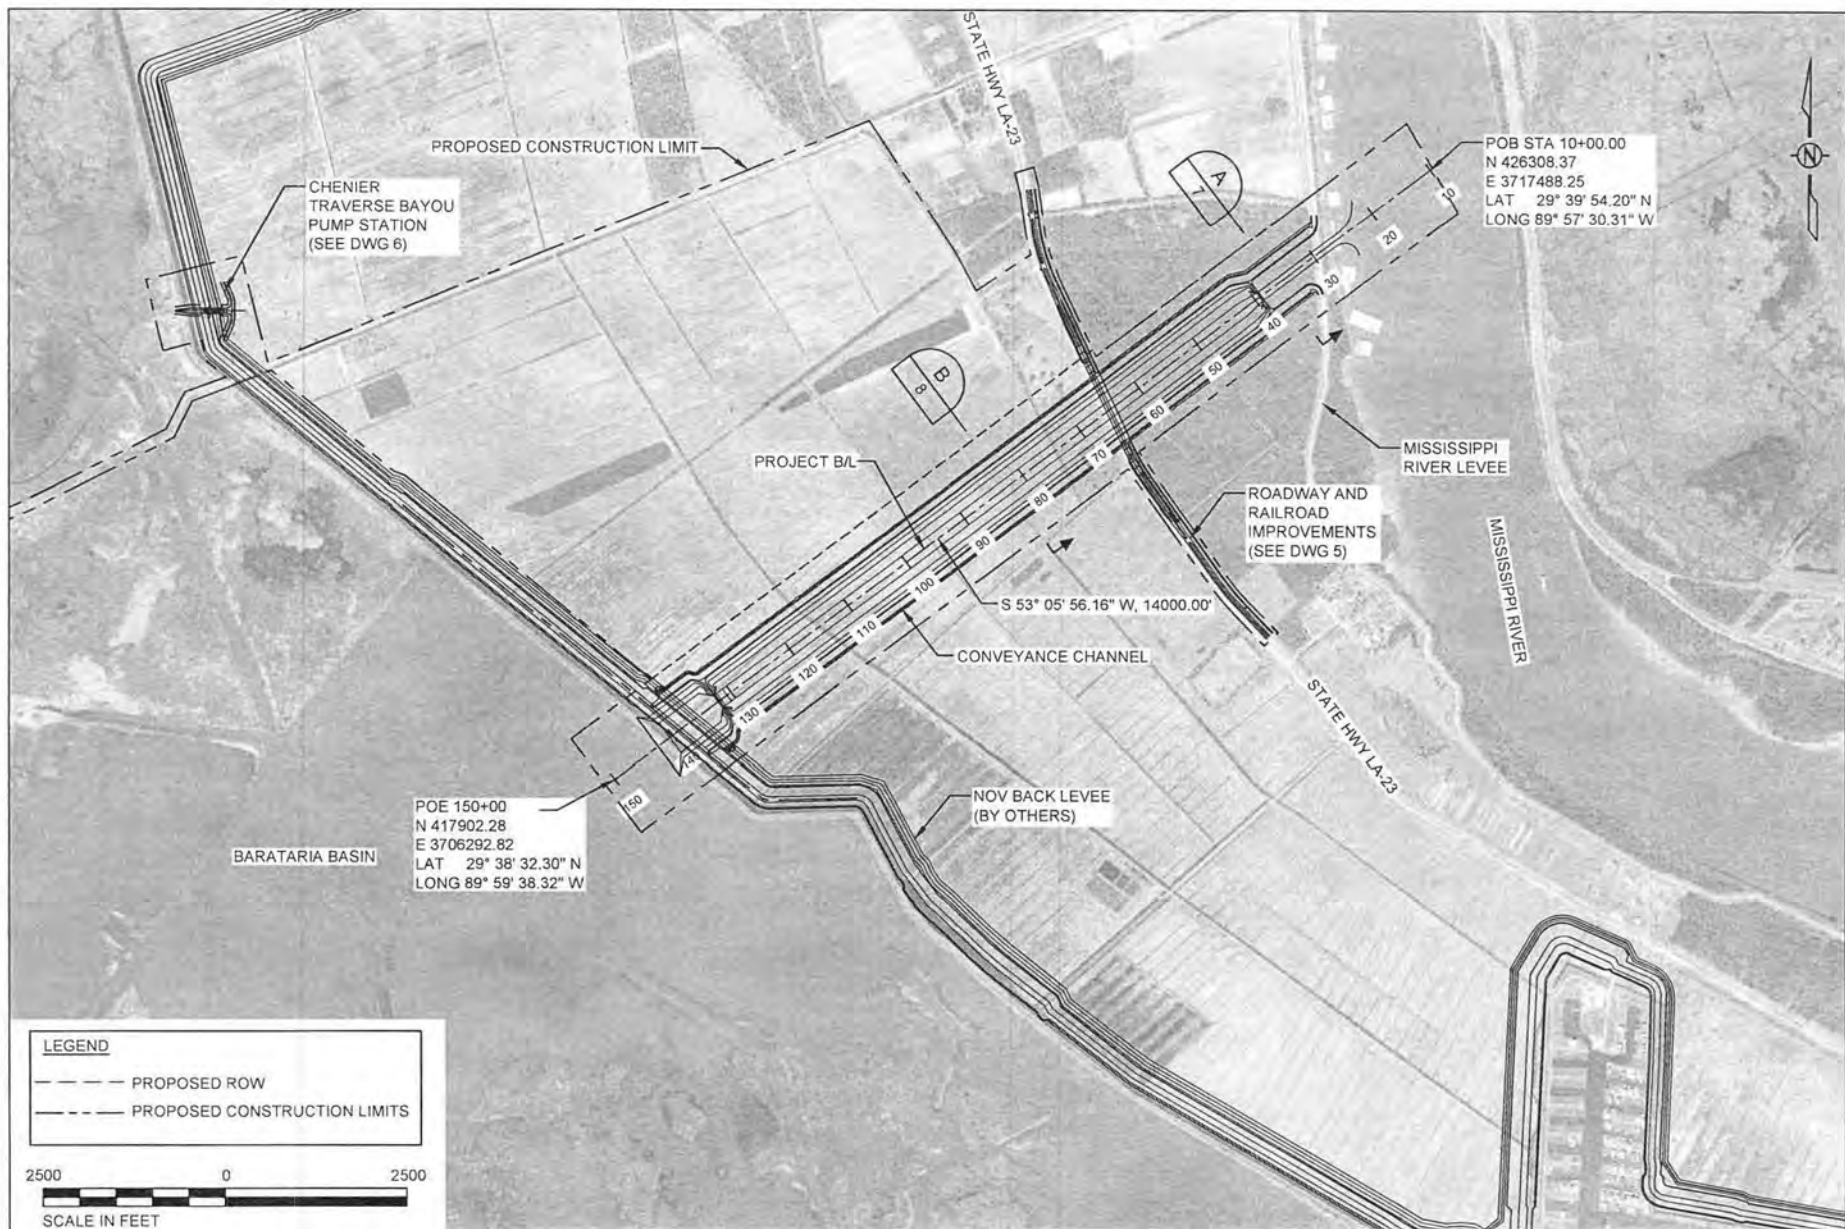 STATE HWY LA-23
PROPOSED CONSTRUCTION LIMIT
POB STA 10+00.00
N 426308.37
E 3717488.25
LAT 29° 39' 54.20" N
LONG 89° 57' 30.31" W
N
A
7
CHENIER
TRAVERSE BAYOU
PUMP STATION
(SEE DWG 6)
10
20
30
40
50
60
70
80
90
100
110
120
130
150
B
8
PROJECT B/L
MISSISSIPPI
RIVER LEVEE
ROADWAY AND
RAILROAD
IMPROVEMENTS
(SEE DWG 5)
MISSISSIPPI RIVER
S 53° 05' 56.16" W, 14000.00'
CONVEYANCE CHANNEL
STATE HWY LA-23
POE 150+00
N 417902.28
E 3706292.82
LAT 29° 38' 32.30" N
LONG 89° 59' 38.32" W
NOV BACK LEVEE
(BY OTHERS)
BARATARIA BASIN
LEGEND
PROPOSED ROW
PROPOSED CONSTRUCTION LIMITS
2500 0 2500
SCALE IN FEET